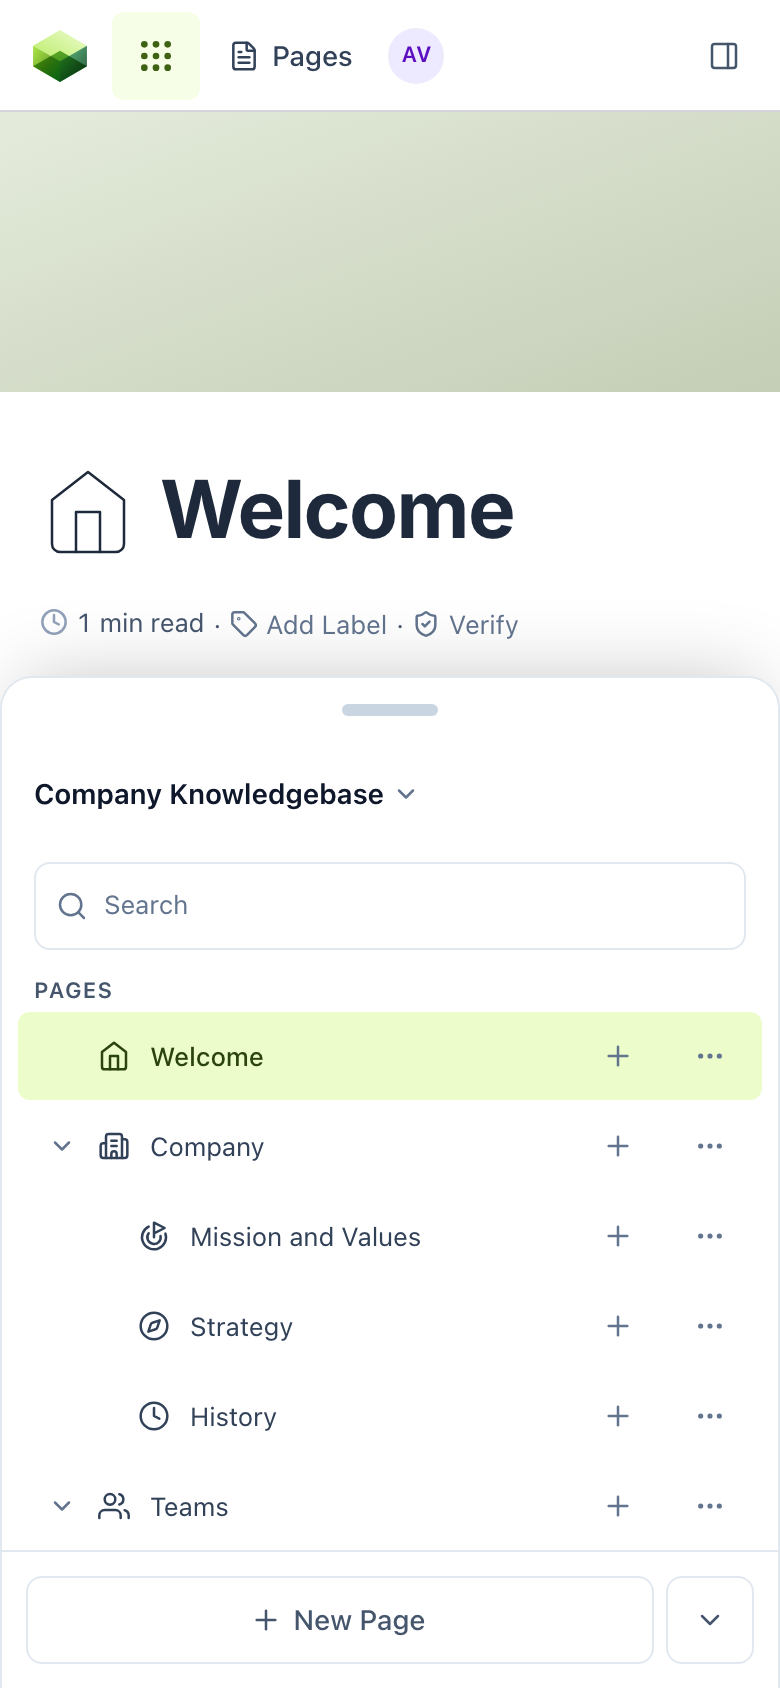 Pages AV
Welcome
1 min read · Add Label · Verify
Company Knowledgebase
Search
PAGES
Welcome
Company
Mission and Values
Strategy
History
Teams
New Page